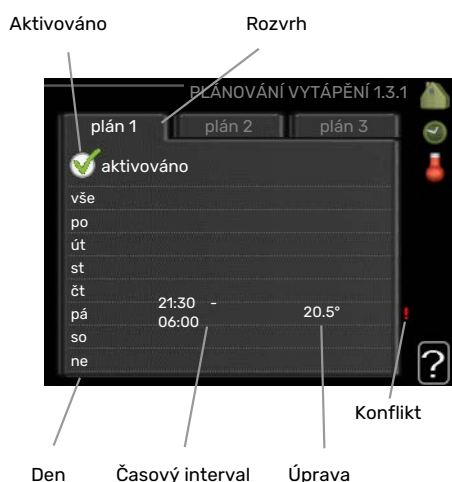 Aktivováno Rozvrh
PLÁNOVÁNÍ VYTÁPĚNÍ 1.3.1
plán 1 plán 2 plán 3
aktivováno
vše
po
út
st
čt
21:30 -
pá 20.5° !
06:00
so
ne
?
Konflikt
Den Časový interval Úprava